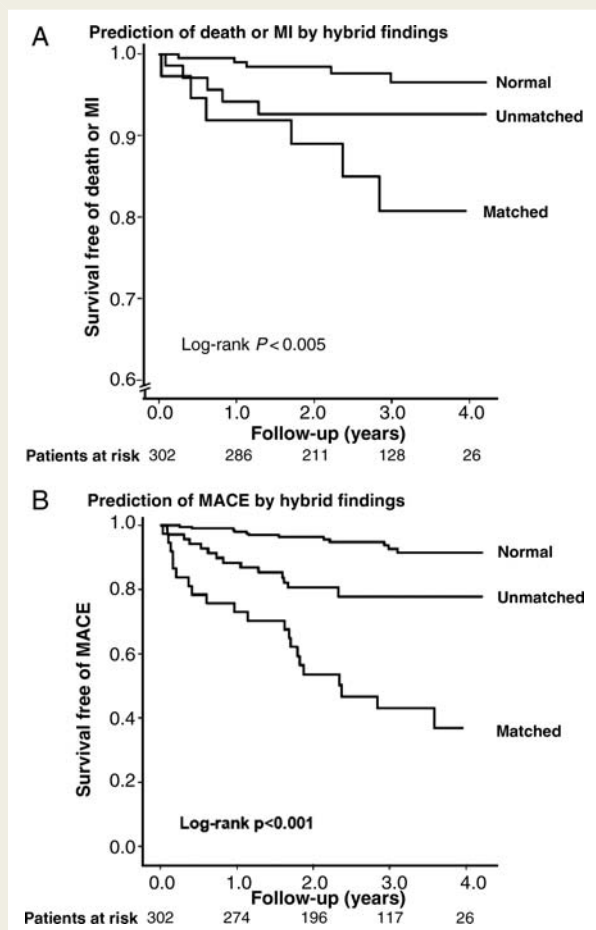 A
Prediction of death or MI by hybrid findings
1.0
Normal
Unmatched
0.9
Survival free of death or MI
0.8
Matched
0.7
Log-rank P<0.005
0.6
0.0 1.0 2.0 3.0 4.0
Follow-up (years)
Patients at risk 302 286 211 128 26
B
Prediction of MACE by hybrid findings
1.0
Normal
0.8
Unmatched
Survival free of MACE
0.6
0.4
Matched
0.2
Log-rank p<0.001
0.0
0.0 1.0 2.0 3.0 4.0
Follow-up (years)
Patients at risk 302 274 196 117 26